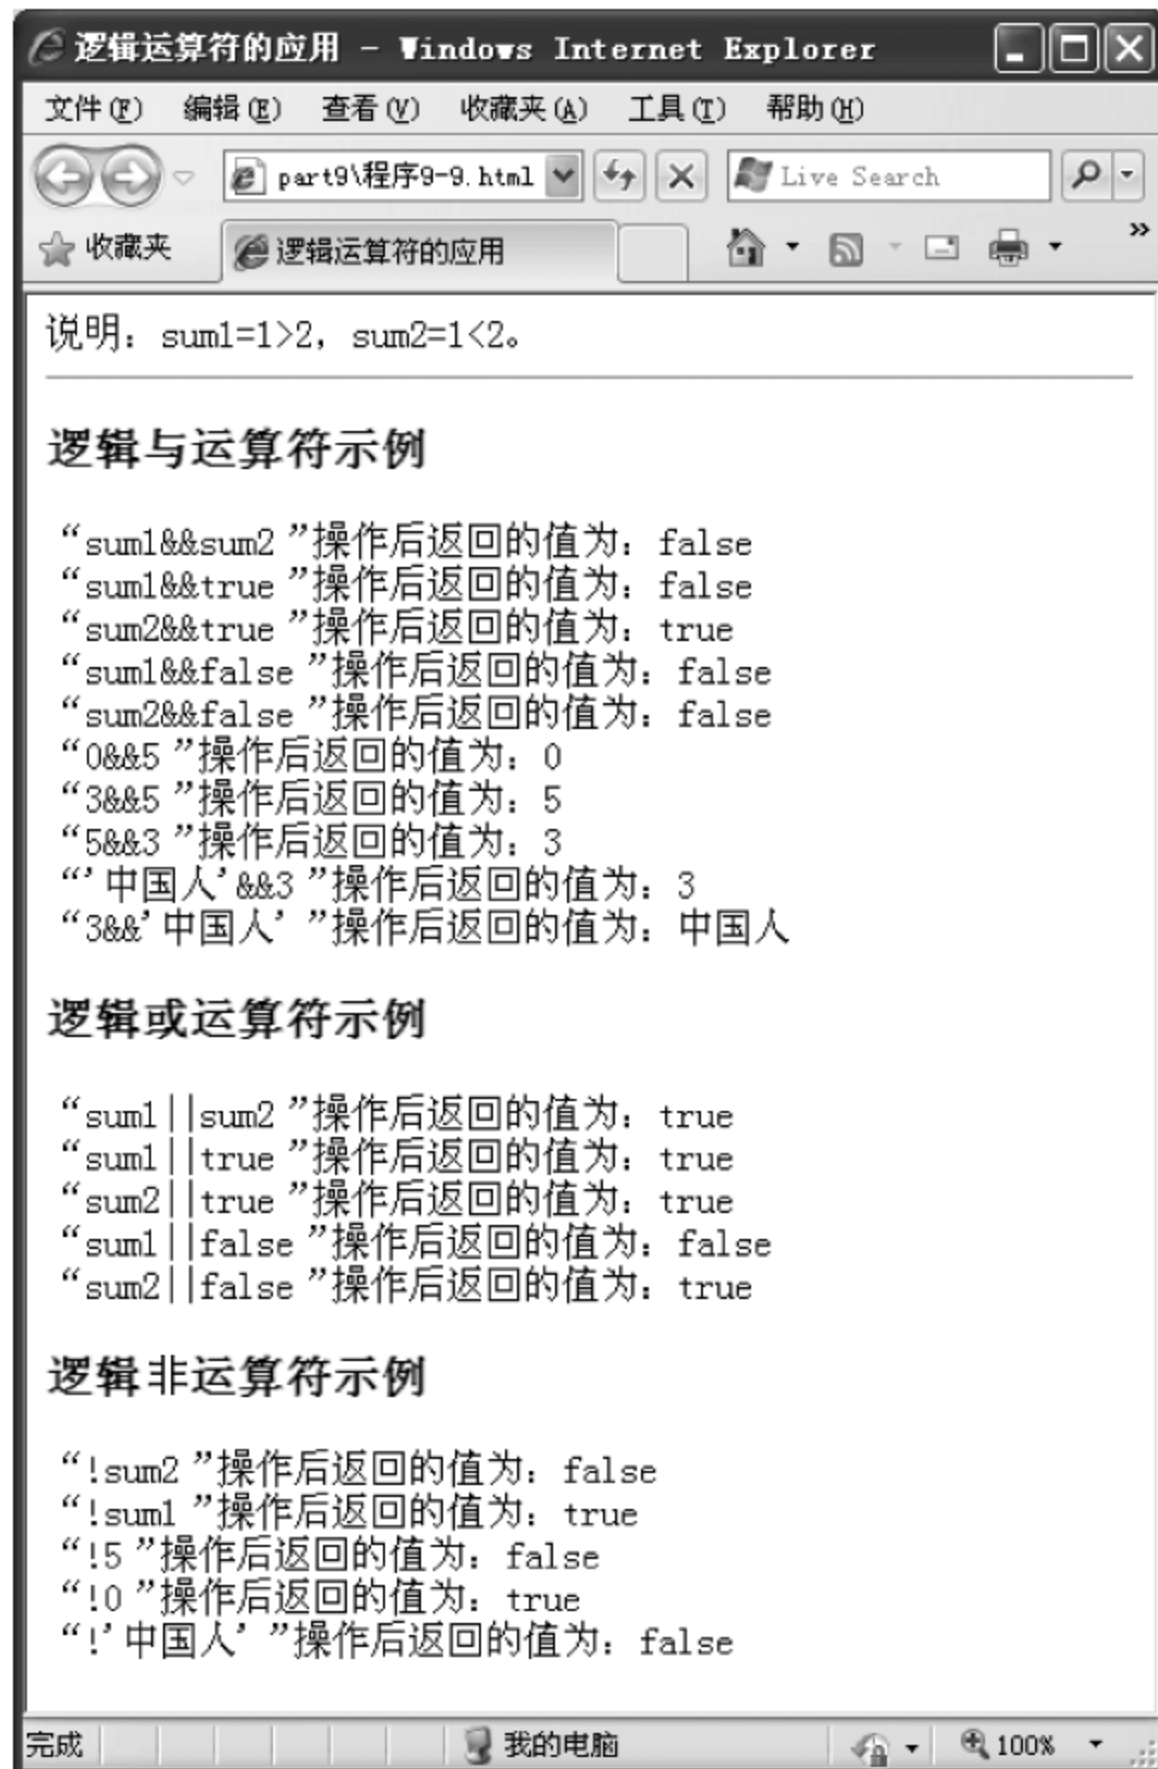 逻辑运算符的应用 - Windows Internet Explorer
文件(F) 编辑(E) 查看(V) 收藏夹(A) 工具(T) 帮助(H)
part9\程序9-9.html Live Search
收藏夹 逻辑运算符的应用 »
说明：sum1=1>2，sum2=1<2。
逻辑与运算符示例
“sum1&&sum2 ”操作后返回的值为：false
“sum1&&true ”操作后返回的值为：false
“sum2&&true ”操作后返回的值为：true
“sum1&&false ”操作后返回的值为：false
“sum2&&false ”操作后返回的值为：false
“0&&5 ”操作后返回的值为：0
“3&&5 ”操作后返回的值为：5
“5&&3 ”操作后返回的值为：3
“’中国人’&&3 ”操作后返回的值为：3
“3&&’中国人’ ”操作后返回的值为：中国人
逻辑或运算符示例
“sum1||sum2 ”操作后返回的值为：true
“sum1||true ”操作后返回的值为：true
“sum2||true ”操作后返回的值为：true
“sum1||false ”操作后返回的值为：false
“sum2||false ”操作后返回的值为：true
逻辑非运算符示例
“!sum2 ”操作后返回的值为：false
“!sum1 ”操作后返回的值为：true
“!5 ”操作后返回的值为：false
“!0 ”操作后返回的值为：true
“!’中国人’ ”操作后返回的值为：false
完成 我的电脑 100%